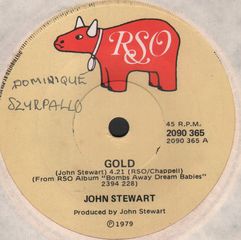 RSO
DOMINIQUE
SZYRPALLO
45 R.P.M.
2090 365
2090 365 A
GOLD
(John Stewart) 4.21 (RSO/Chappell)
(From RSO Album "Bombs Away Dream Babies"
2394 228)
JOHN STEWART
Produced by John Stewart
℗ 1979